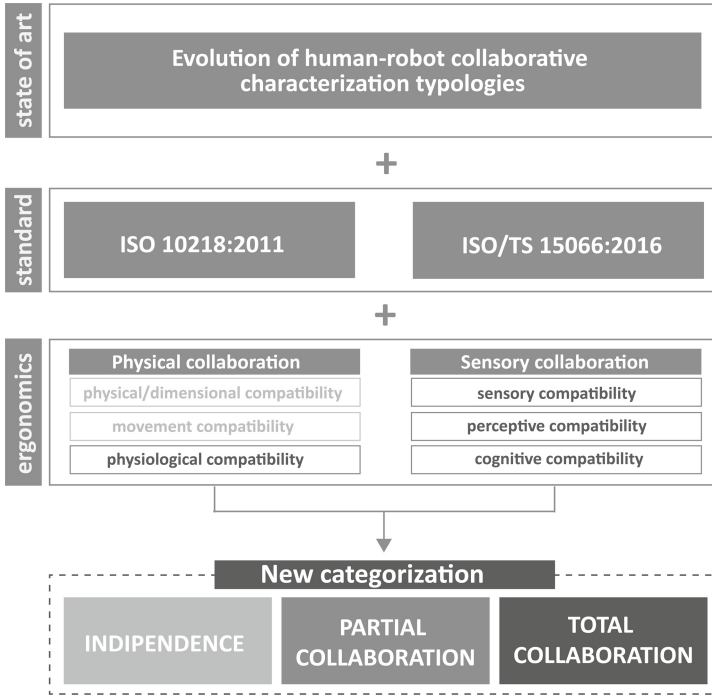 state of art
Evolution of human-robot collaborative
characterization typologies
+
standard
ISO 10218:2011
ISO/TS 15066:2016
+
ergonomics
Physical collaboration
physical/dimensional compatibility
movement compatibility
physiological compatibility
Sensory collaboration
sensory compatibility
perceptive compatibility
cognitive compatibility
New categorization
INDIPENDENCE
PARTIAL
COLLABORATION
TOTAL
COLLABORATION